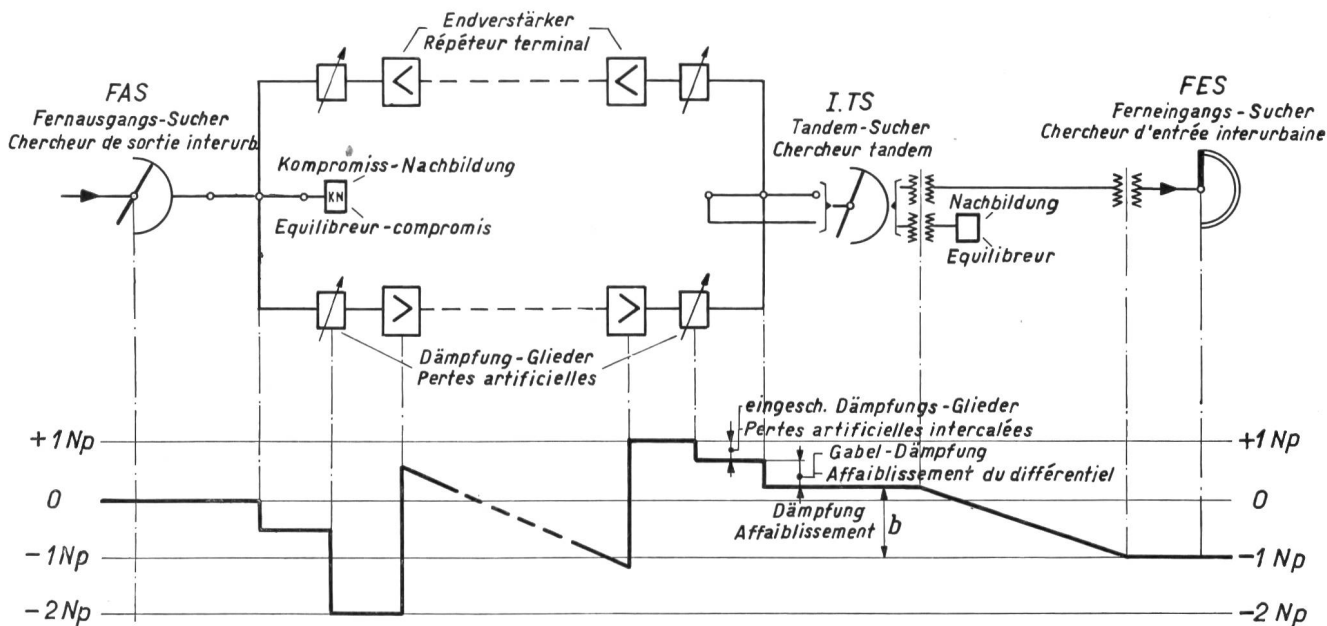 Endverstärker
Répéteur terminal
FAS
Fernausgangs-Sucher
Chercheur de sortie interurb.
I.TS
Tandem-Sucher
Chercheur tandem
FES
Ferneingangs-Sucher
Chercheur d'entrée interurbaine
Kompromiss-Nachbildung
KN
Equilibreur-compromis
Nachbildung
Equilibreur
Dämpfung-Glieder
Pertes artificielles
eingesch. Dämpfungs-Glieder
Pertes artificielles intercalées
Gabel-Dämpfung
Affaiblissement du différentiel
Dämpfung
Affaiblissement
b
+1 Np
0
-1 Np
-2 Np
+1 Np
0
-1 Np
-2 Np